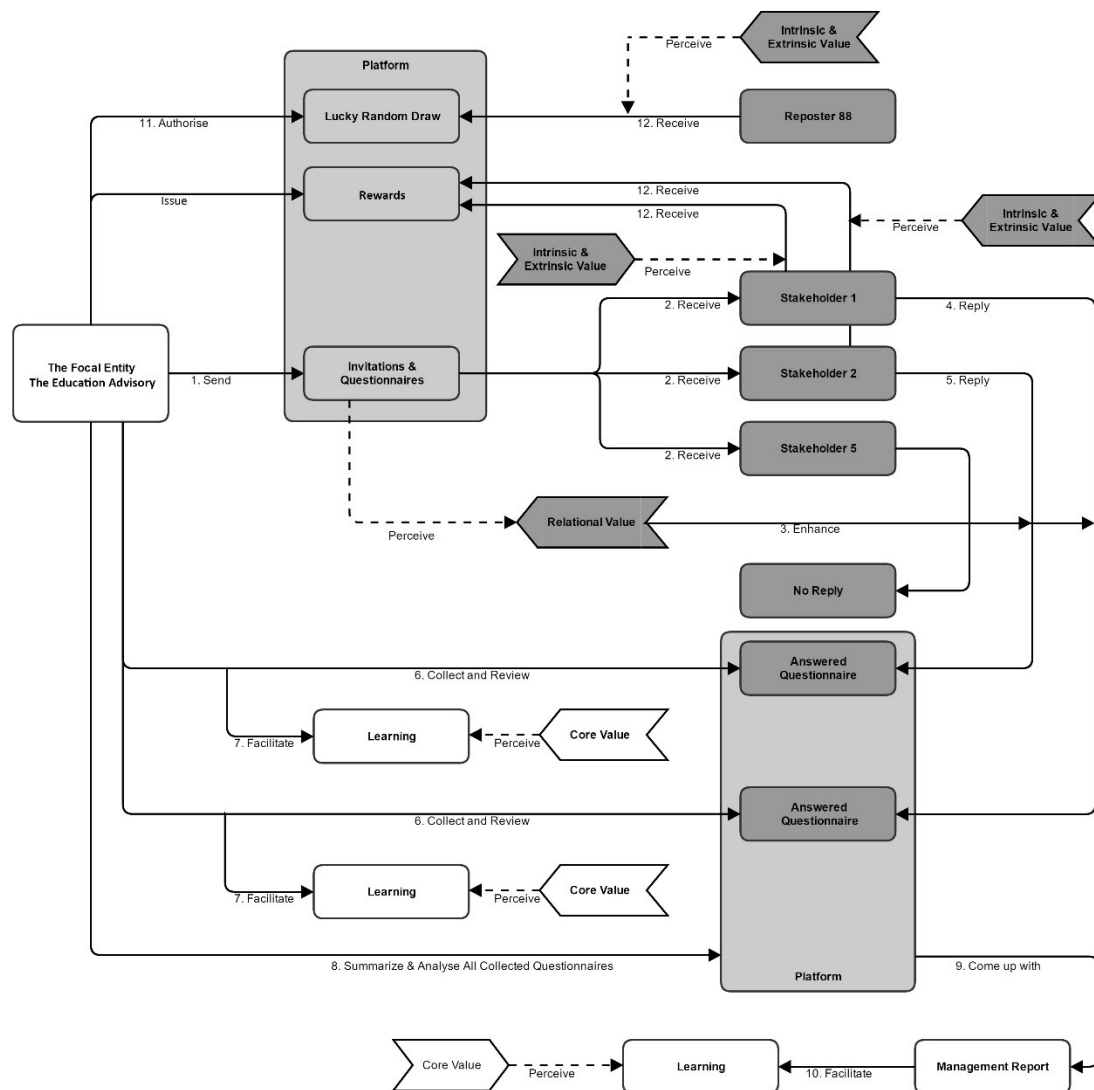 Intrinsic &
Extrinsic Value
Perceive
Platform
Lucky Random Draw
Reposter 88
11. Authorise
12. Receive
Rewards
Issue
12. Receive
12. Receive
Intrinsic &
Extrinsic Value
Perceive
Intrinsic &
Extrinsic Value
Perceive
Stakeholder 1
2. Receive
4. Reply
The Focal Entity
The Education Advisory
1. Send
Invitations &
Questionnaires
2. Receive
Stakeholder 2
5. Reply
Stakeholder 5
2. Receive
Relational Value
3. Enhance
Perceive
No Reply
Answered
Questionnaire
6. Collect and Review
Learning
Core Value
7. Facilitate
Perceive
Answered
Questionnaire
6. Collect and Review
Learning
Core Value
7. Facilitate
Perceive
8. Summarize & Analyse All Collected Questionnaires
Platform
9. Come up with
Core Value
Perceive
Learning
10. Facilitate
Management Report